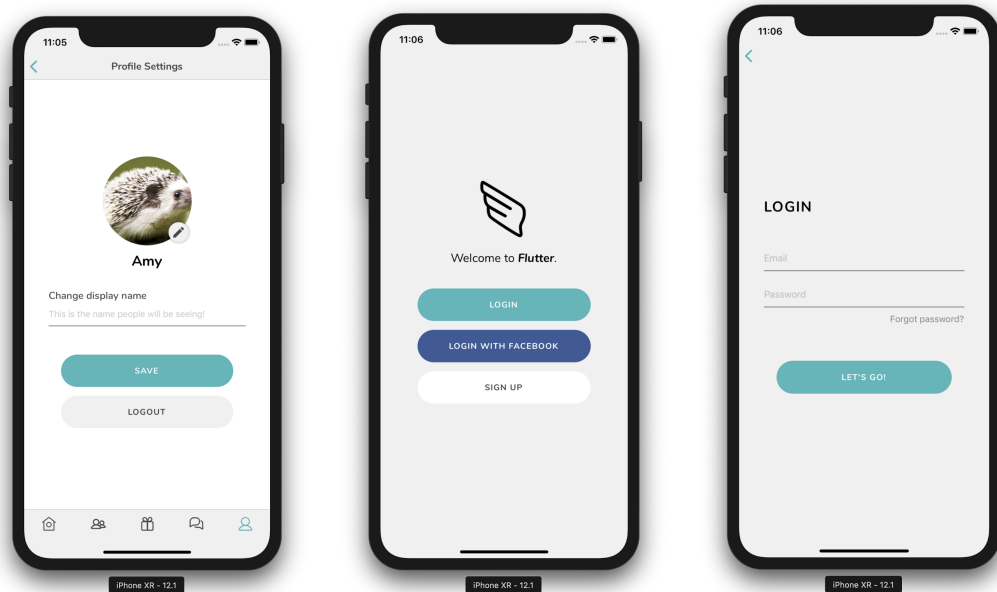 11:05
Profile Settings
Amy
Change display name
This is the name people will be seeing!
SAVE
LOGOUT
iPhone XR - 12.1
11:06
Welcome to Flutter.
LOGIN
LOGIN WITH FACEBOOK
SIGN UP
iPhone XR - 12.1
11:06
LOGIN
Email
Password
Forgot password?
LET'S GO!
iPhone XR - 12.1